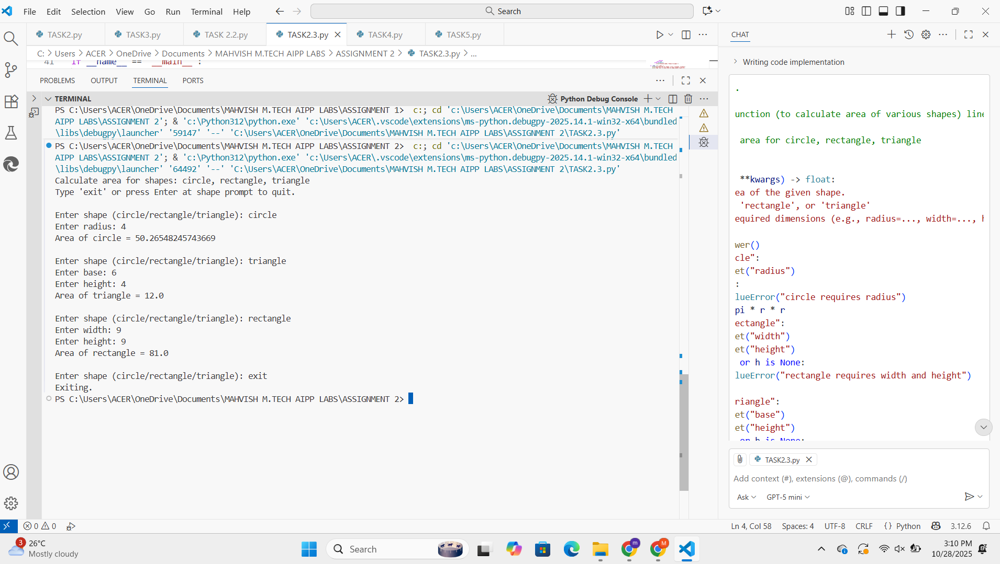 File Edit Selection View Go Run Terminal Help
Search
TASK2.py TASK3.py TASK 2.2.py TASK2.3.py TASK4.py TASK5.py
C: > Users > ACER > OneDrive > Documents > MAHVISH M.TECH AIPP LABS > ASSIGNMENT 2 > TASK2.3.py > ...
41 if __name__ == "__main__":
PROBLEMS OUTPUT TERMINAL PORTS
TERMINAL
Python Debug Console
PS C:\Users\ACER\OneDrive\Documents\MAHVISH M.TECH AIPP LABS\ASSIGNMENT 1> c:; cd 'c:\Users\ACER\OneDrive\Documents\MAHVISH M.TECH
AIPP LABS\ASSIGNMENT 2'; & 'c:\Python312\python.exe' 'c:\Users\ACER\.vscode\extensions\ms-python.debugpy-2025.14.1-win32-x64\bundled
\libs\debugpy\launcher' '59147' '--' 'C:\Users\ACER\OneDrive\Documents\MAHVISH M.TECH AIPP LABS\ASSIGNMENT 2\TASK2.3.py'
PS C:\Users\ACER\OneDrive\Documents\MAHVISH M.TECH AIPP LABS\ASSIGNMENT 2> c:; cd 'c:\Users\ACER\OneDrive\Documents\MAHVISH M.TECH
AIPP LABS\ASSIGNMENT 2'; & 'c:\Python312\python.exe' 'c:\Users\ACER\.vscode\extensions\ms-python.debugpy-2025.14.1-win32-x64\bundled
\libs\debugpy\launcher' '64492' '--' 'C:\Users\ACER\OneDrive\Documents\MAHVISH M.TECH AIPP LABS\ASSIGNMENT 2\TASK2.3.py'
Calculate area for shapes: circle, rectangle, triangle
Type 'exit' or press Enter at shape prompt to quit.
Enter shape (circle/rectangle/triangle): circle
Enter radius: 4
Area of circle = 50.26548245743669
Enter shape (circle/rectangle/triangle): triangle
Enter base: 6
Enter height: 4
Area of triangle = 12.0
Enter shape (circle/rectangle/triangle): rectangle
Enter width: 9
Enter height: 9
Area of rectangle = 81.0
Enter shape (circle/rectangle/triangle): exit
Exiting.
PS C:\Users\ACER\OneDrive\Documents\MAHVISH M.TECH AIPP LABS\ASSIGNMENT 2>
CHAT
Writing code implementation
.
unction (to calculate area of various shapes) line
area for circle, rectangle, triangle
**kwargs) -> float:
ea of the given shape.
'rectangle', or 'triangle'
equired dimensions (e.g., radius=..., width=..., h
wer()
cle":
et("radius")
:
lueError("circle requires radius")
pi * r * r
ectangle":
et("width")
et("height")
or h is None:
lueError("rectangle requires width and height")
riangle":
et("base")
et("height")
or h is None:
TASK2.3.py
Add context (#), extensions (@), commands (/)
Ask GPT-5 mini
0 0
Ln 4, Col 58 Spaces: 4 UTF-8 CRLF {} Python 3.12.6
3
26°C
Mostly cloudy
Search
m
M
3:10 PM
10/28/2025